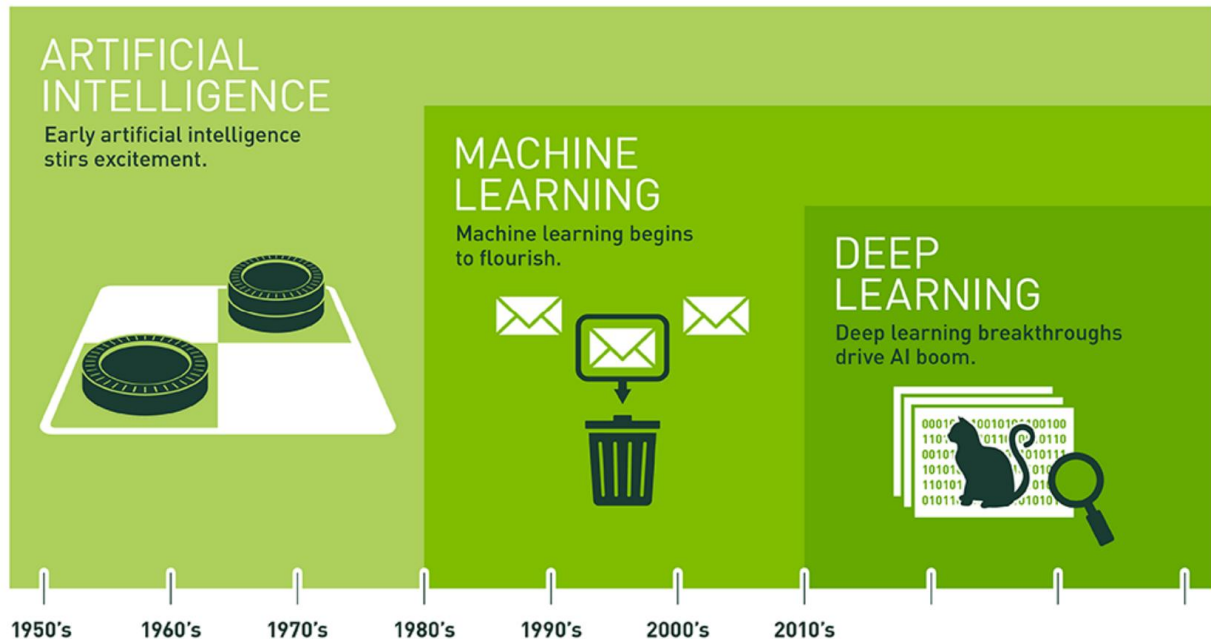 ARTIFICIAL
INTELLIGENCE
Early artificial intelligence
stirs excitement.
MACHINE
LEARNING
Machine learning begins
to flourish.
DEEP
LEARNING
Deep learning breakthroughs
drive AI boom.
1950's
1960's
1970's
1980's
1990's
2000's
2010's